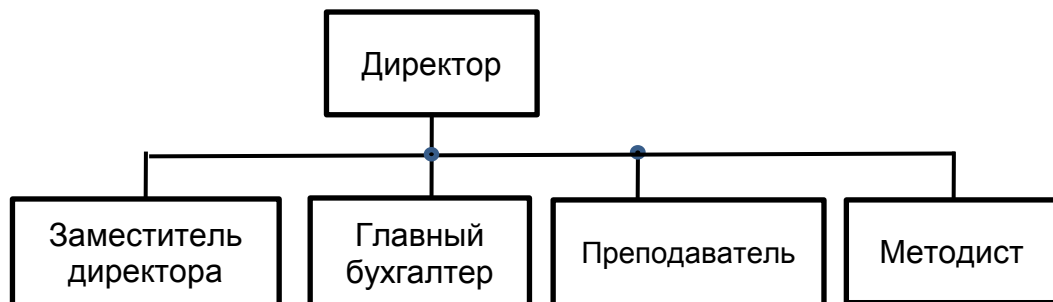 Директор
Заместитель
директора
Главный
бухгалтер
Преподаватель
Методист